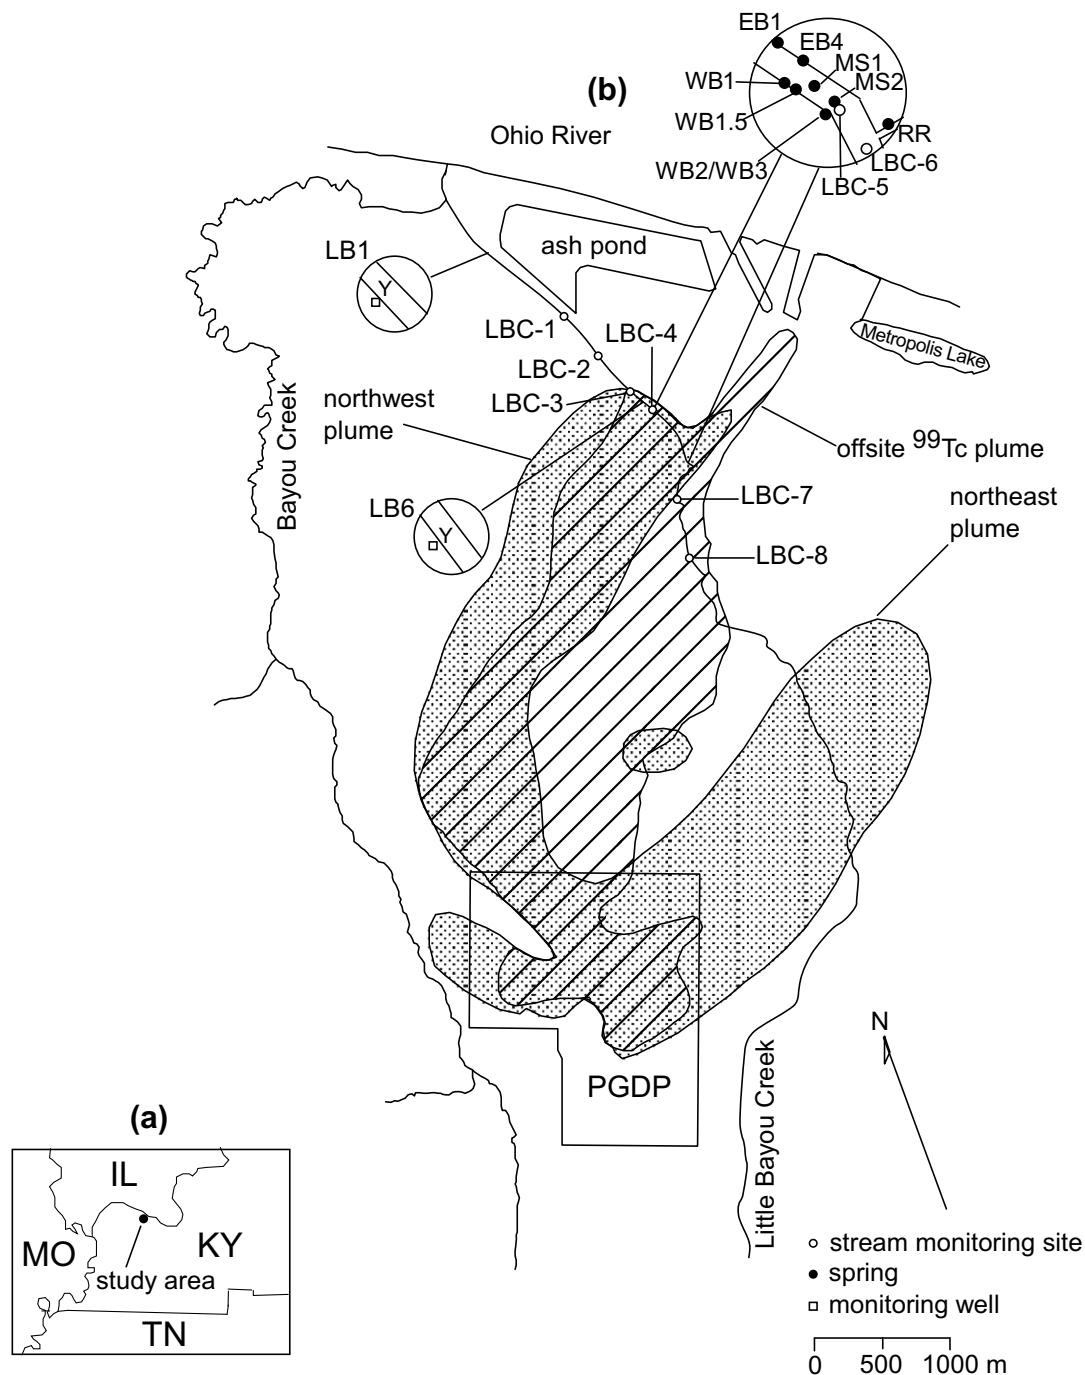 EB1
EB4
MS1
(b)
WB1
MS2
WB1.5
Ohio River
RR
WB2/WB3
LBC-6
LBC-5
ash pond
LB1
Y
LBC-1
LBC-4
Metropolis Lake
LBC-2
LBC-3
northwest
plume
Bayou Creek
offsite 99Tc plume
LBC-7
northeast
plume
LB6
Y
LBC-8
N
PGDP
Little Bayou Creek
(a)
IL
MO
KY
study area
TN
stream monitoring site
spring
monitoring well
0 500 1000 m